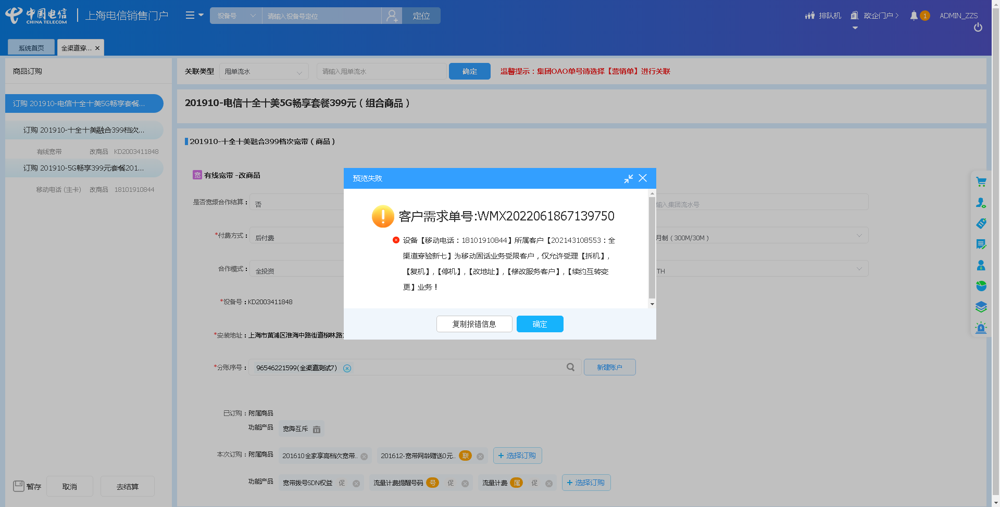 中国电信
CHINA TELECOM
上海电信销售门户
设备号
请输入设备号定位
定位
排队机
政企门户
1
ADMIN_ZZS
系统首页
全渠道穿...
商品订购
订购 201910-电信十全十美5G畅享套餐...
订购 201910-十全十美融合399档次...
有线宽带 改商品 KD2003411848
订购 201910-5G畅享399元套餐201...
移动电话 (主卡) 改商品 18101910844
暂存
取消
去结算
关联类型
甩单流水
请输入甩单流水
确定
温馨提示：集团OAO单号请选择【营销单】进行关联
201910-电信十全十美5G畅享套餐399元（组合商品）
201910-十全十美融合399档次宽带（商品）
宽 有线宽带 -改商品
是否宽频合作结算：
否
输入集团流水号
*付费方式：
后付费
月制（300M/30M）
合作模式：
全投资
TH
*设备号：KD2003411848
*安装地址：上海市黄浦区淮海中路街道柳林路
*分账序号：
96546221599(全渠道测试7)
新建账户
已订购：附属商品
功能产品
宽降互斥
本次订购：附属商品
201610全家享高档次宽带..
201612-宽带网龄赠送0元..
联
+ 选择订购
功能产品
宽带拨号SDN权益 促
流量计费提醒号码 号 促
流量计费 属 促
+ 选择订购
预览失败
客户需求单号:WMX2022061867139750
设备【移动电话：18101910844】所属客户【202143108553：全
渠道穿验新七】为移动固话业务受限客户，仅允许受理【拆机】,
【复机】,【停机】,【改地址】,【修改服务客户】,【续约互转变
更】业务！
复制报错信息
确定